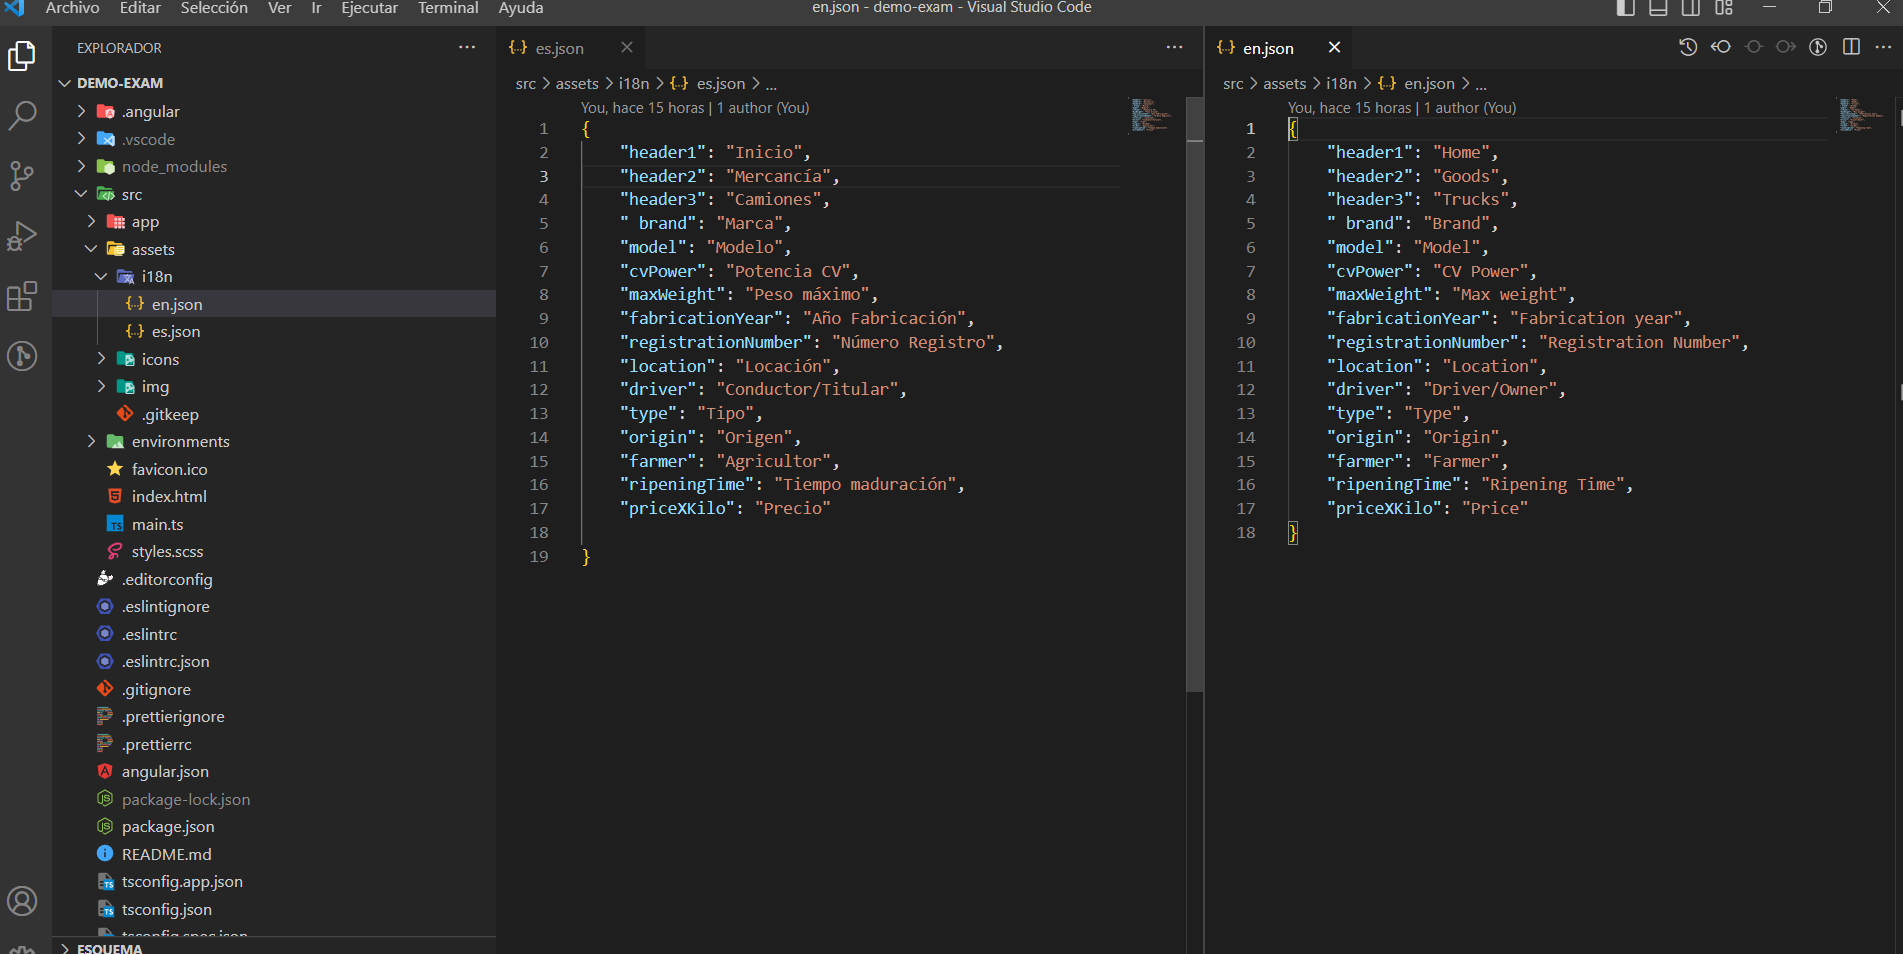 Archivo Editar Selección Ver Ir Ejecutar Terminal Ayuda
en.json - demo-exam - Visual Studio Code
EXPLORADOR
DEMO-EXAM
.angular
.vscode
node_modules
src
app
assets
i18n
en.json
es.json
icons
img
.gitkeep
environments
favicon.ico
index.html
main.ts
styles.scss
.editorconfig
.eslintignore
.eslintrc
.eslintrc.json
.gitignore
.prettierignore
.prettierrc
angular.json
package-lock.json
package.json
README.md
tsconfig.app.json
tsconfig.json
tsconfig.spec.json
ESQUEMA
{..} es.json
src > assets > i18n > {..} es.json > ...
You, hace 15 horas | 1 author (You)
1 {
2 "header1": "Inicio",
3 "header2": "Mercancía",
4 "header3": "Camiones",
5 " brand": "Marca",
6 "model": "Modelo",
7 "cvPower": "Potencia CV",
8 "maxWeight": "Peso máximo",
9 "fabricationYear": "Año Fabricación",
10 "registrationNumber": "Número Registro",
11 "location": "Locación",
12 "driver": "Conductor/Titular",
13 "type": "Tipo",
14 "origin": "Origen",
15 "farmer": "Agricultor",
16 "ripeningTime": "Tiempo maduración",
17 "priceXKilo": "Precio"
18
19 }
{..} en.json
src > assets > i18n > {..} en.json > ...
You, hace 15 horas | 1 author (You)
1 {
2 "header1": "Home",
3 "header2": "Goods",
4 "header3": "Trucks",
5 " brand": "Brand",
6 "model": "Model",
7 "cvPower": "CV Power",
8 "maxWeight": "Max weight",
9 "fabricationYear": "Fabrication year",
10 "registrationNumber": "Registration Number",
11 "location": "Location",
12 "driver": "Driver/Owner",
13 "type": "Type",
14 "origin": "Origin",
15 "farmer": "Farmer",
16 "ripeningTime": "Ripening Time",
17 "priceXKilo": "Price"
18 }